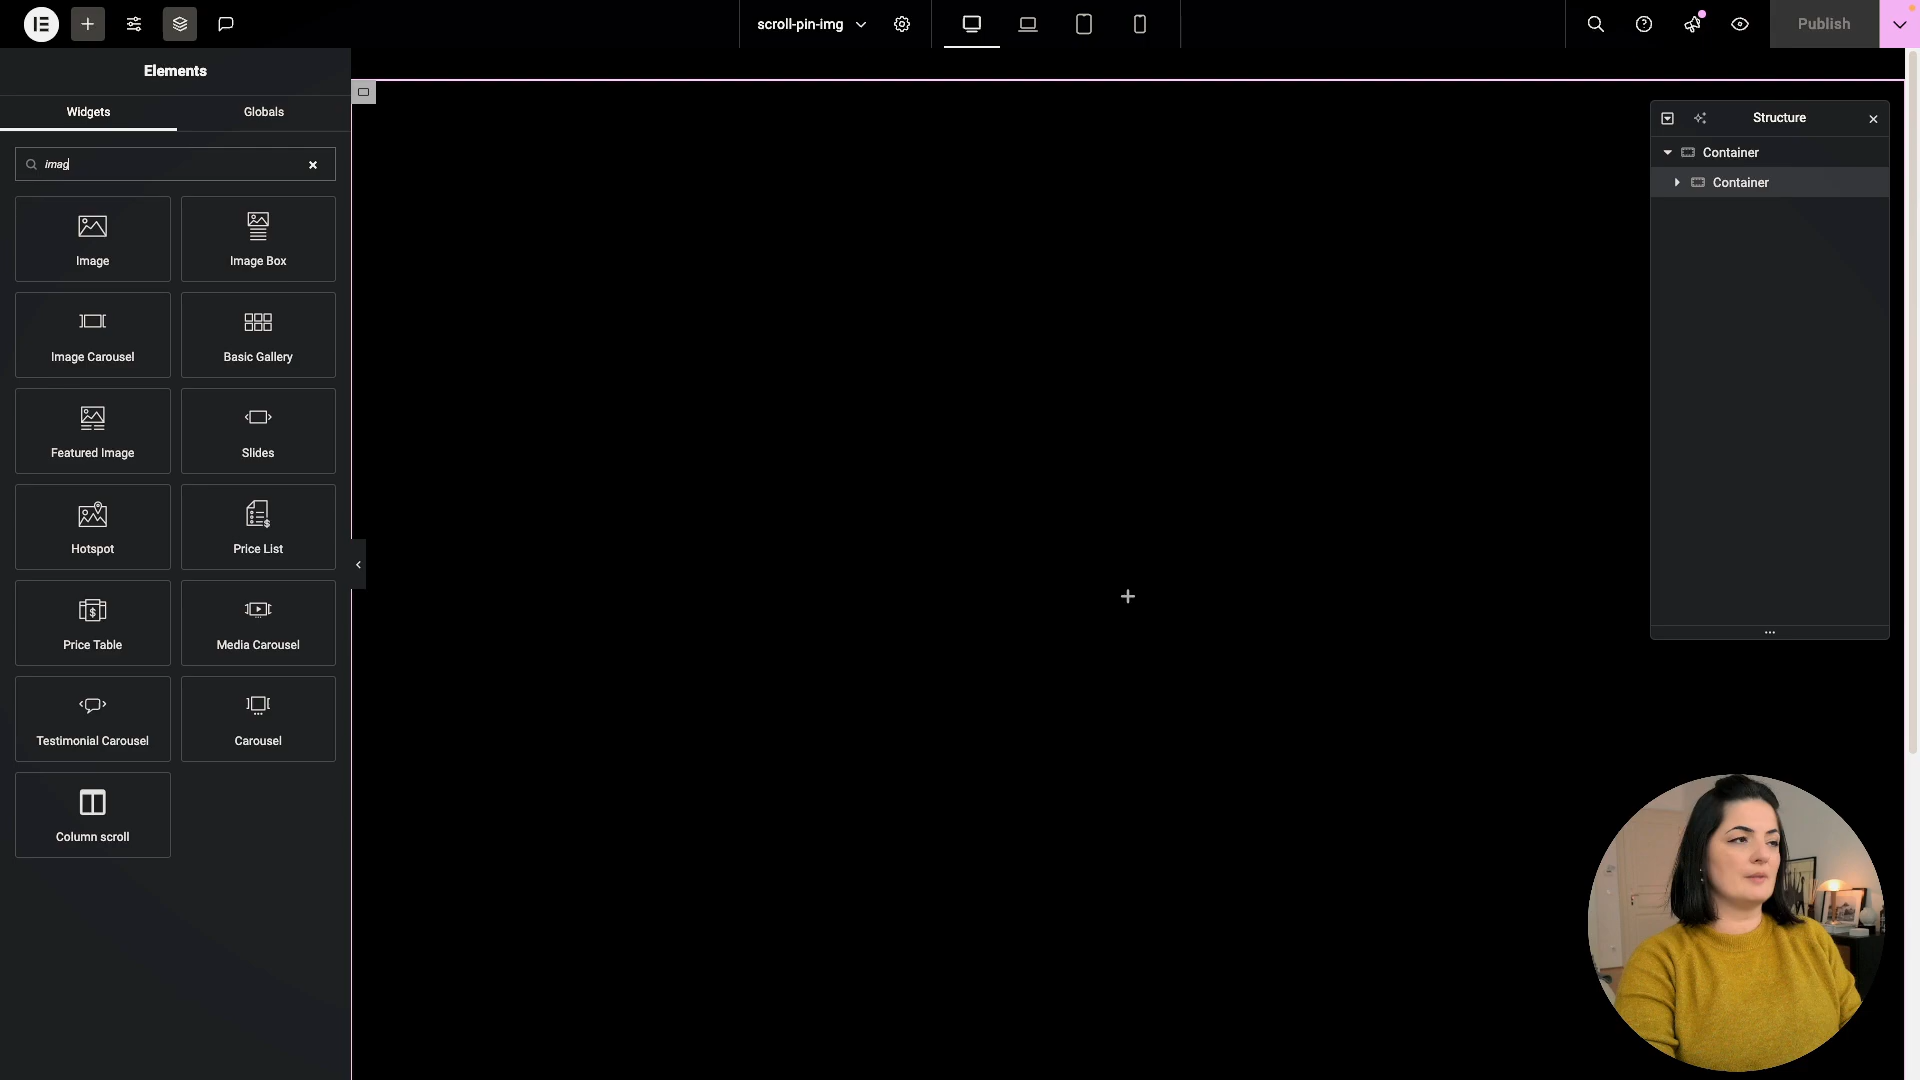 scroll-pin-img
Publish
Elements
Widgets
Globals
imag
Image
Image Box
Image Carousel
Basic Gallery
Featured Image
Slides
Hotspot
Price List
Price Table
Media Carousel
Testimonial Carousel
Carousel
Column scroll
Structure
Container
Container